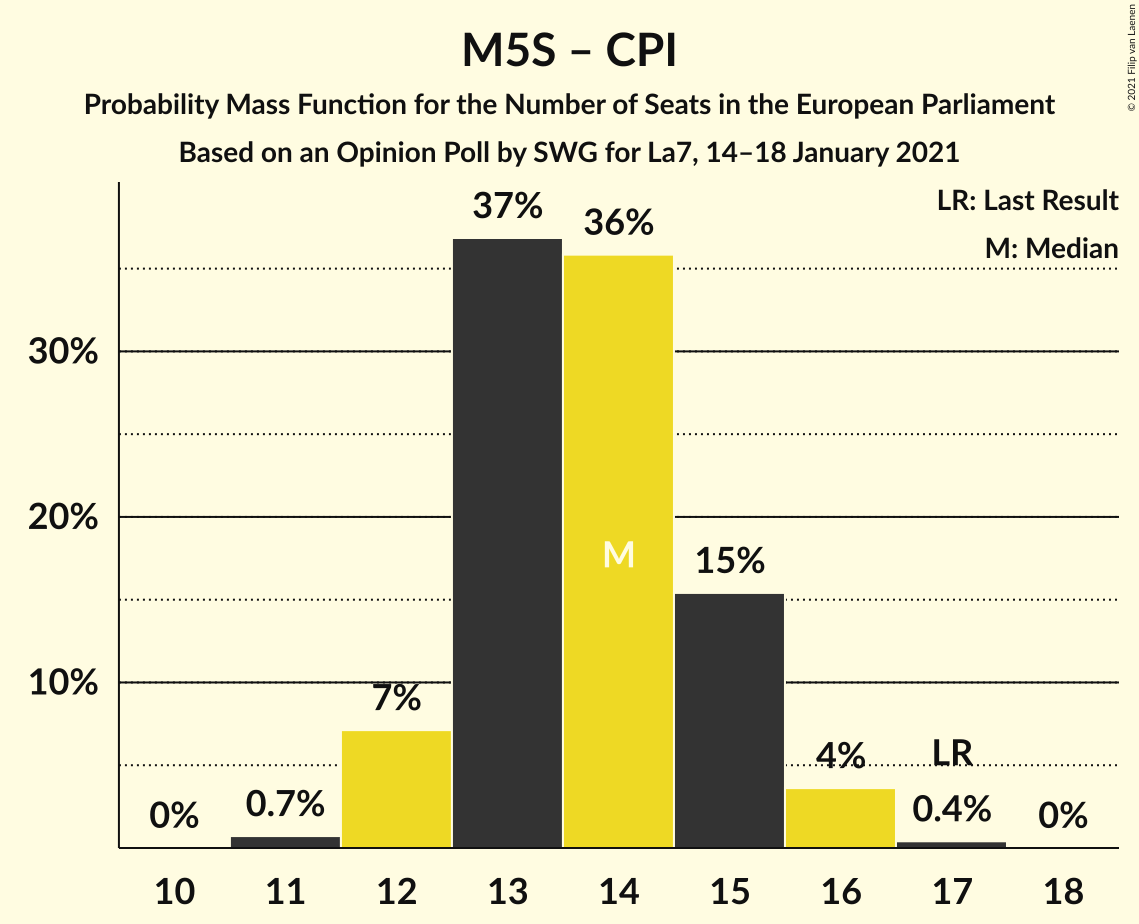 M5S – CPI
Probability Mass Function for the Number of Seats in the European Parliament
Based on an Opinion Poll by SWG for La7, 14–18 January 2021
© 2021 Filip van Laenen
LR: Last Result
M: Median
37%
36%
30%
20%
M
15%
10%
7%
4%
LR
0%
0.7%
0.4%
0%
10 11 12 13 14 15 16 17 18